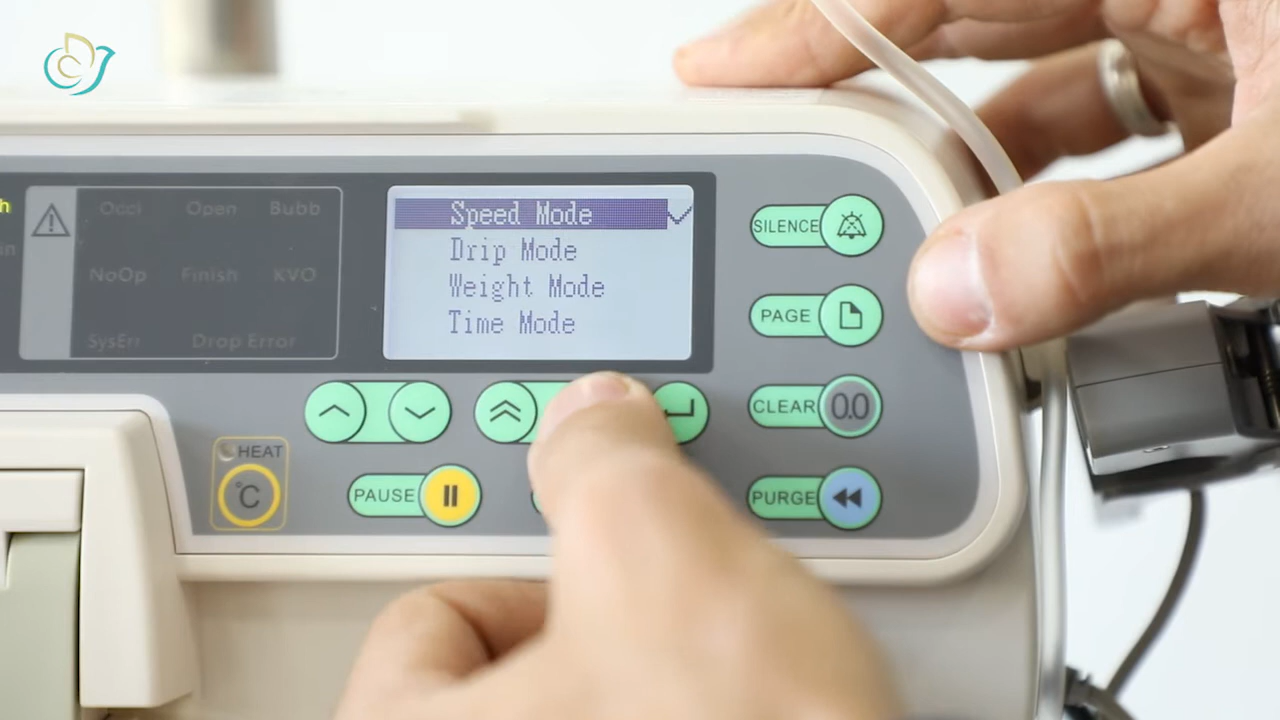 h
in
Occl Open Bubb
NoOp Finish KVO
SysErr Drop Error
Speed Mode
Drip Mode
Weight Mode
Time Mode
SILENCE
PAGE
CLEAR 0.0
PURGE
HEAT
°C
PAUSE